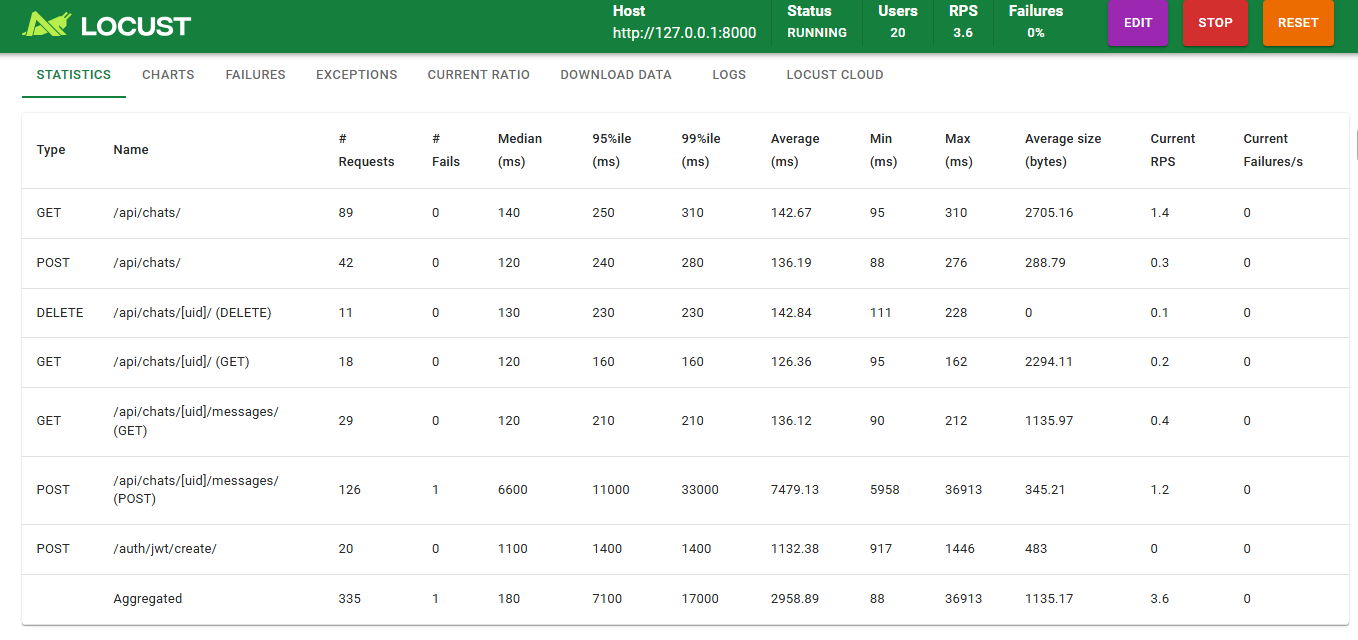 LOCUST
Host http://127.0.0.1:8000
Status RUNNING
Users 20
RPS 3.6
Failures 0%
EDIT
STOP
RESET
STATISTICS CHARTS FAILURES EXCEPTIONS CURRENT RATIO DOWNLOAD DATA LOGS LOCUST CLOUD
Type Name # Requests # Fails Median (ms) 95%ile (ms) 99%ile (ms) Average (ms) Min (ms) Max (ms) Average size (bytes) Current RPS Current Failures/s
GET /api/chats/ 89 0 140 250 310 142.67 95 310 2705.16 1.4 0
POST /api/chats/ 42 0 120 240 280 136.19 88 276 288.79 0.3 0
DELETE /api/chats/[uid]/ (DELETE) 11 0 130 230 230 142.84 111 228 0 0.1 0
GET /api/chats/[uid]/ (GET) 18 0 120 160 160 126.36 95 162 2294.11 0.2 0
GET /api/chats/[uid]/messages/ (GET) 29 0 120 210 210 136.12 90 212 1135.97 0.4 0
POST /api/chats/[uid]/messages/ (POST) 126 1 6600 11000 33000 7479.13 5958 36913 345.21 1.2 0
POST /auth/jwt/create/ 20 0 1100 1400 1400 1132.38 917 1446 483 0 0
Aggregated 335 1 180 7100 17000 2958.89 88 36913 1135.17 3.6 0